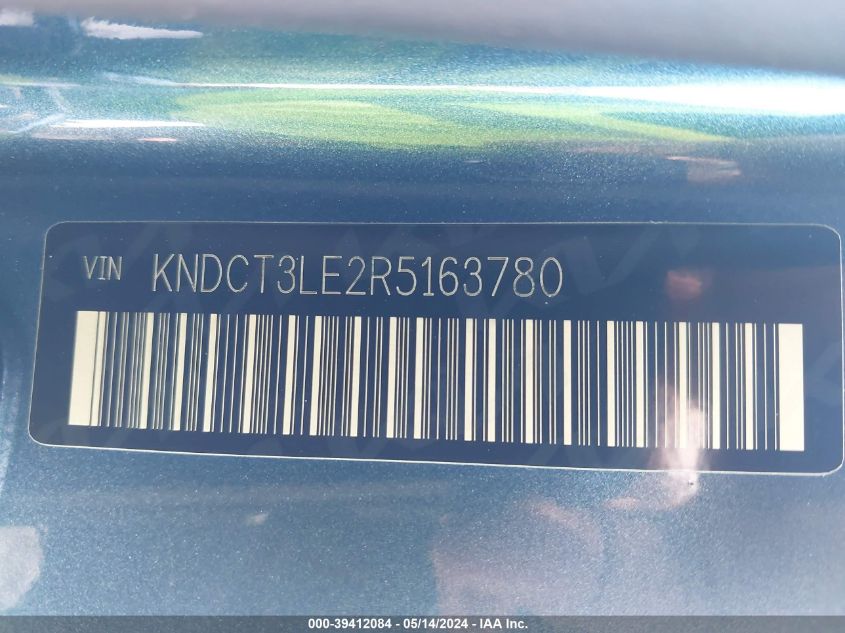 VIN KNDCT3LE2R5163780
000-39412084 - 05/14/2024 - IAA Inc.